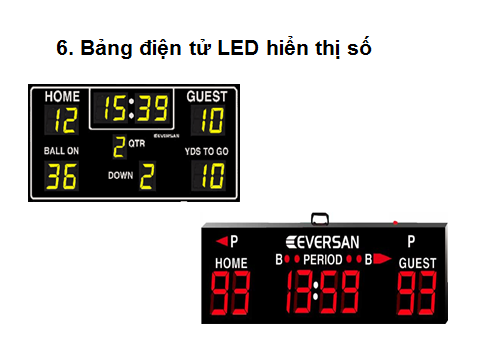 6. Bảng điện tử LED hiển thị số
HOME 15:39 GUEST
12 10
2 QTR EVERSAN
BALL ON YDS TO GO
36 DOWN 2 10
P EVERSAN P
HOME B PERIOD B GUEST
93 13:59 93